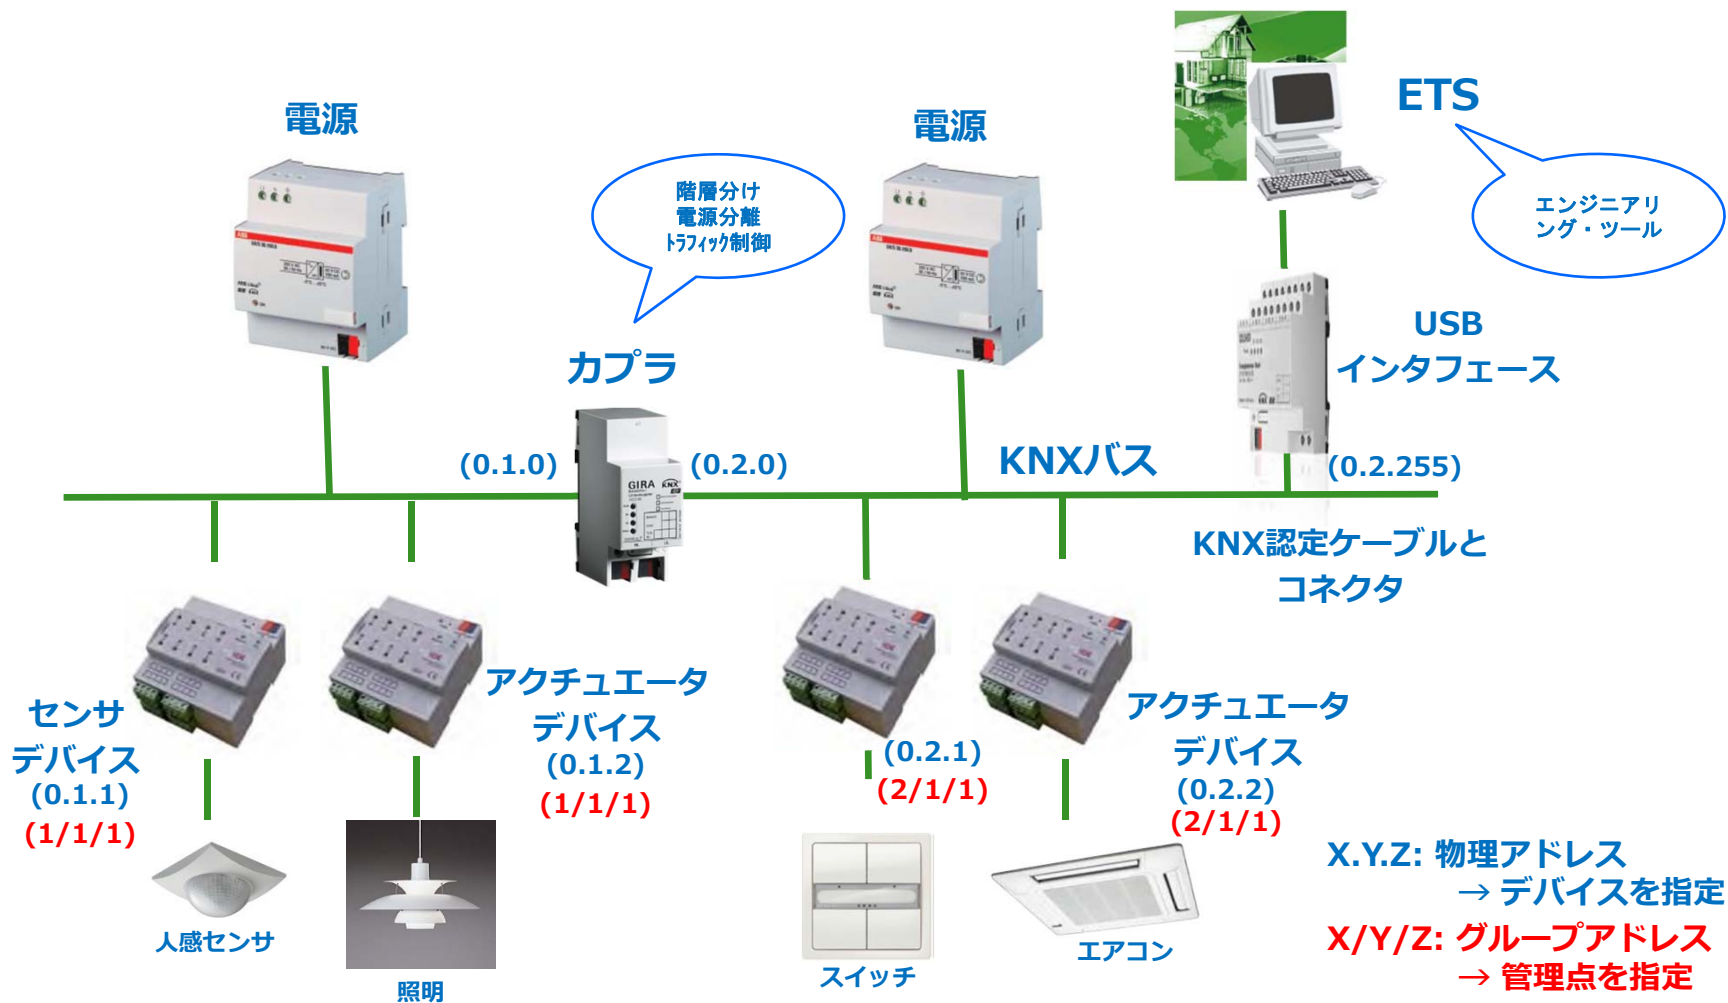 電源
電源
ETS
階層分け
電源分離
トラフィック制御
エンジニアリ
ング・ツール
ABB
ABB
USB
インタフェース
カプラ
(0.1.0)
(0.2.0)
KNXバス
(0.2.255)
GIRA
KNX
KNX認定ケーブルと
コネクタ
センサ
デバイス
(0.1.1)
(1/1/1)
アクチュエータ
デバイス
(0.1.2)
(1/1/1)
(0.2.1)
(2/1/1)
アクチュエータ
デバイス
(0.2.2)
(2/1/1)
人感センサ
照明
スイッチ
エアコン
X.Y.Z: 物理アドレス
→ デバイスを指定
X/Y/Z: グループアドレス
→ 管理点を指定